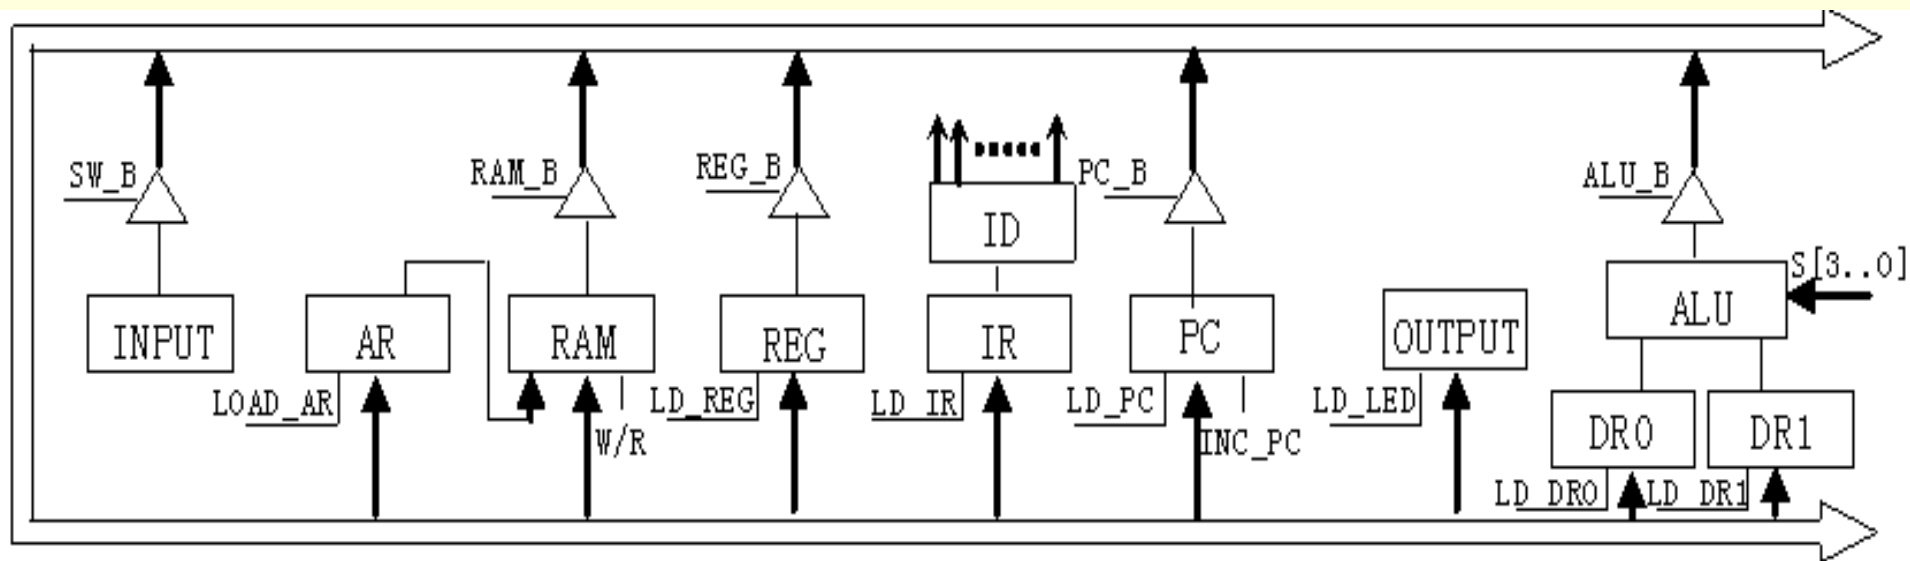 SW_B
RAM_B
REG_B
PC_B
ALU_B
ID
S[3..0]
INPUT
AR
RAM
REG
IR
PC
OUTPUT
ALU
LOAD_AR
W/R
LD_REG
LD_IR
LD_PC
INC_PC
LD_LED
DR0
DR1
LD_DR0
LD_DR1